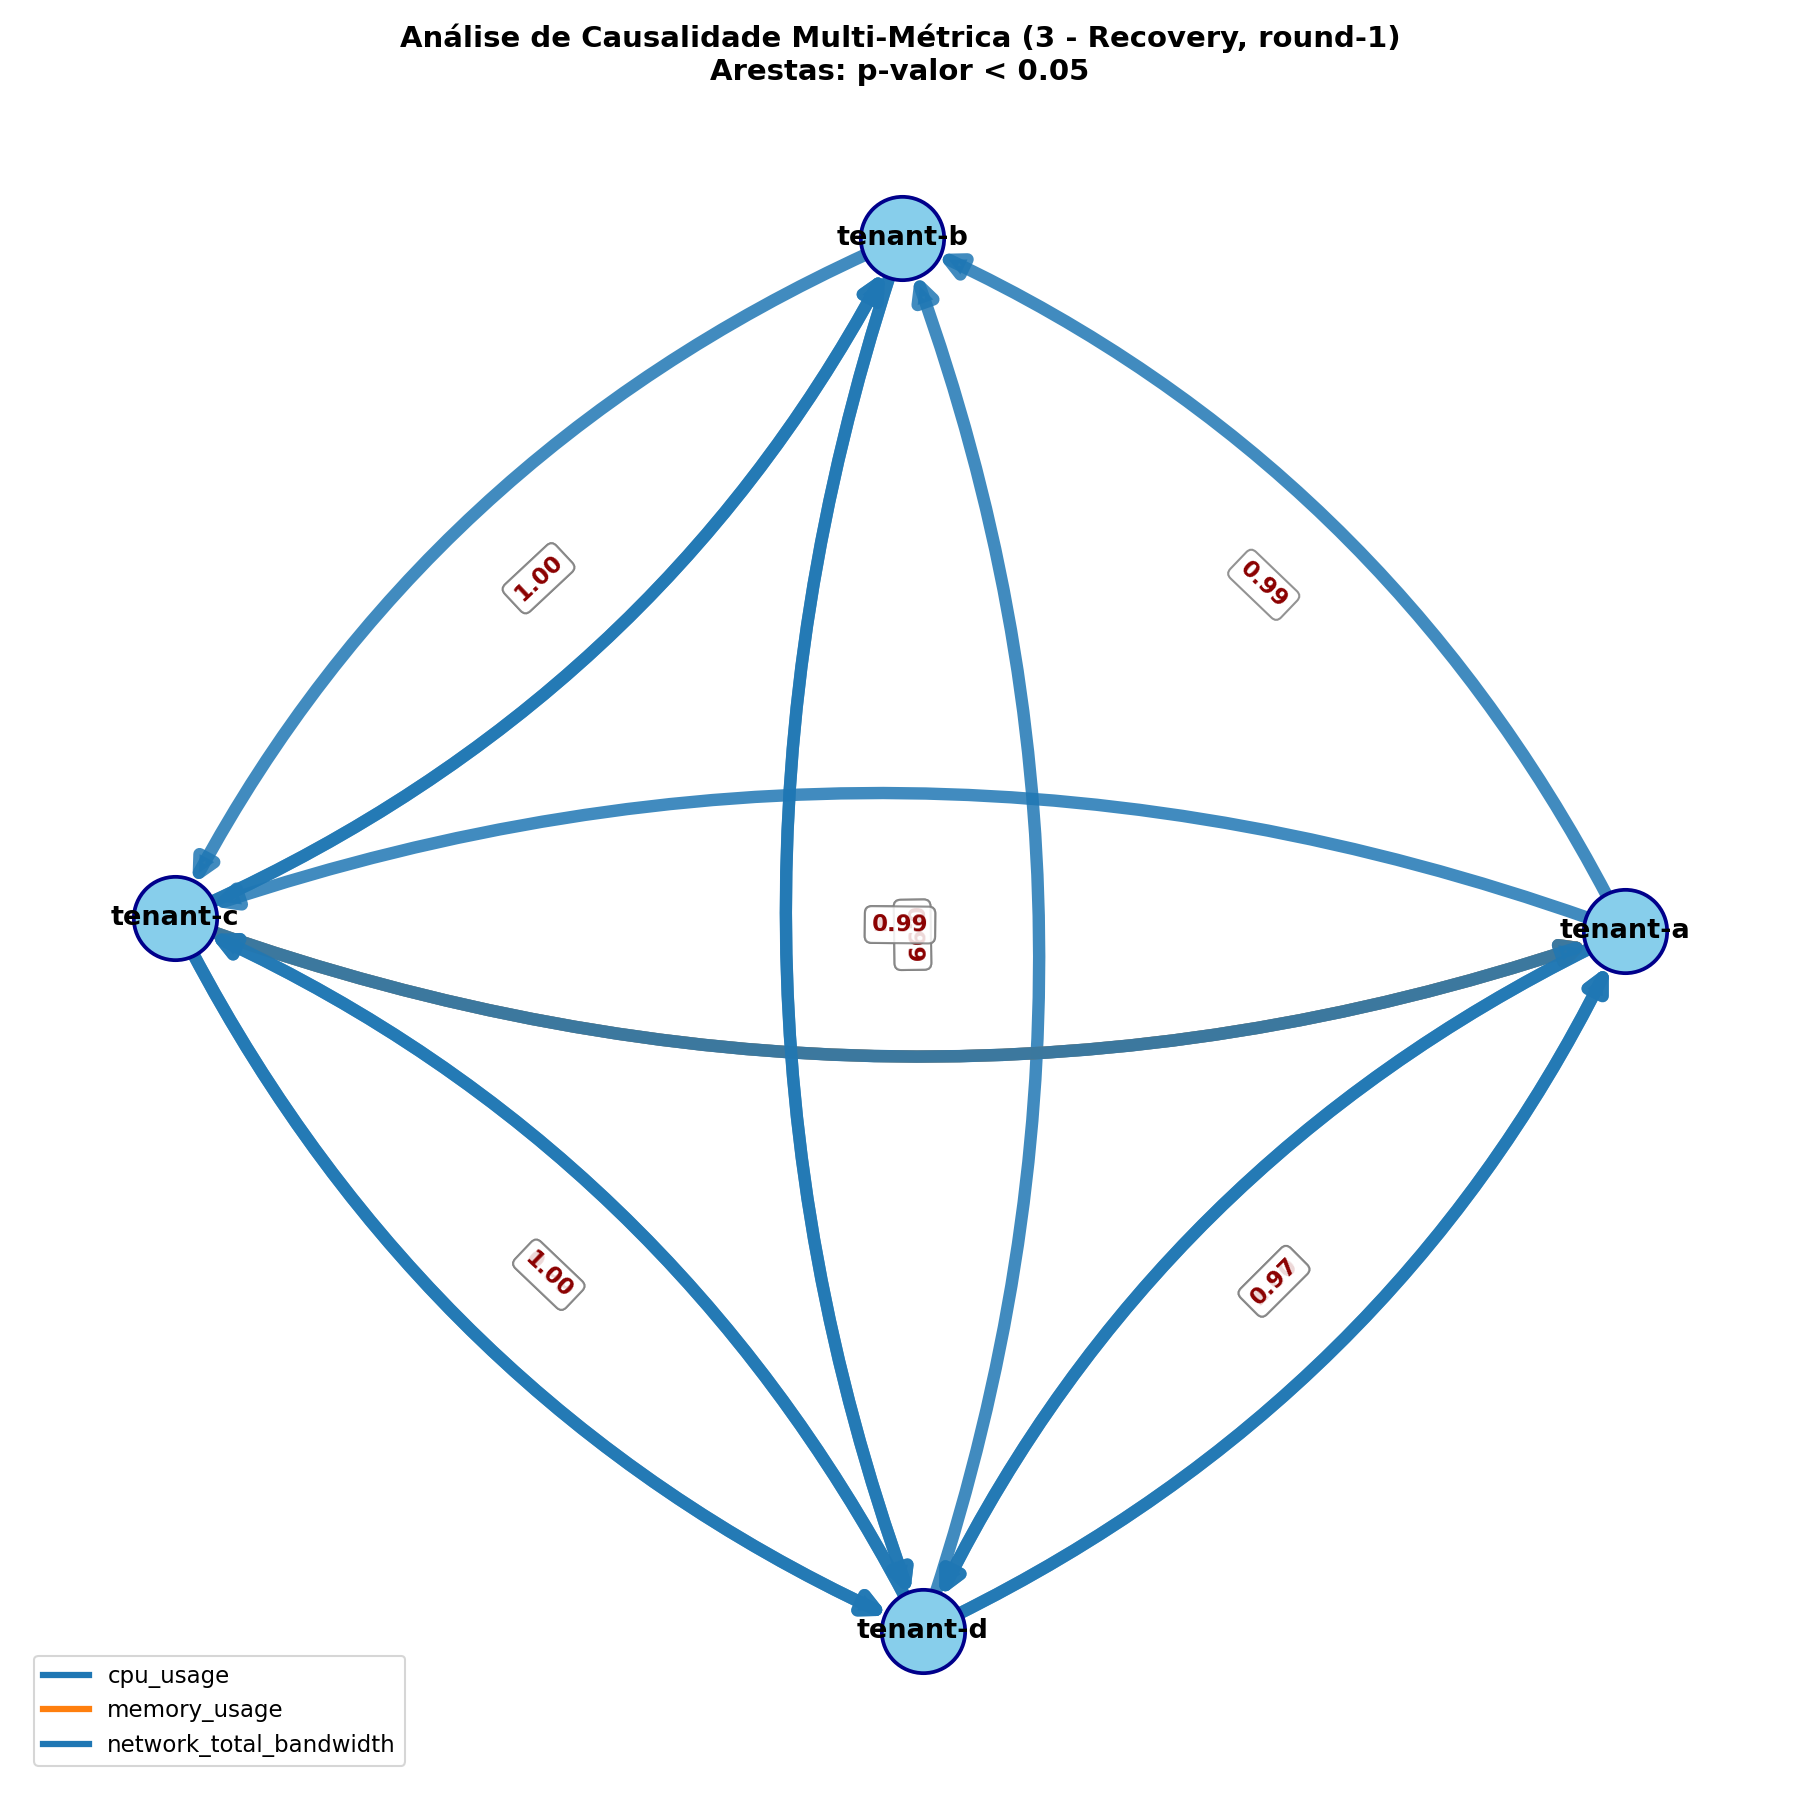 Análise de Causalidade Multi-Métrica (3 - Recovery, round-1)
Arestas: p-valor < 0.05
tenant-b
1.00
0.99
tenant-c
0.99
tenant-a
1.00
0.97
tenant-d
cpu_usage
memory_usage
network_total_bandwidth